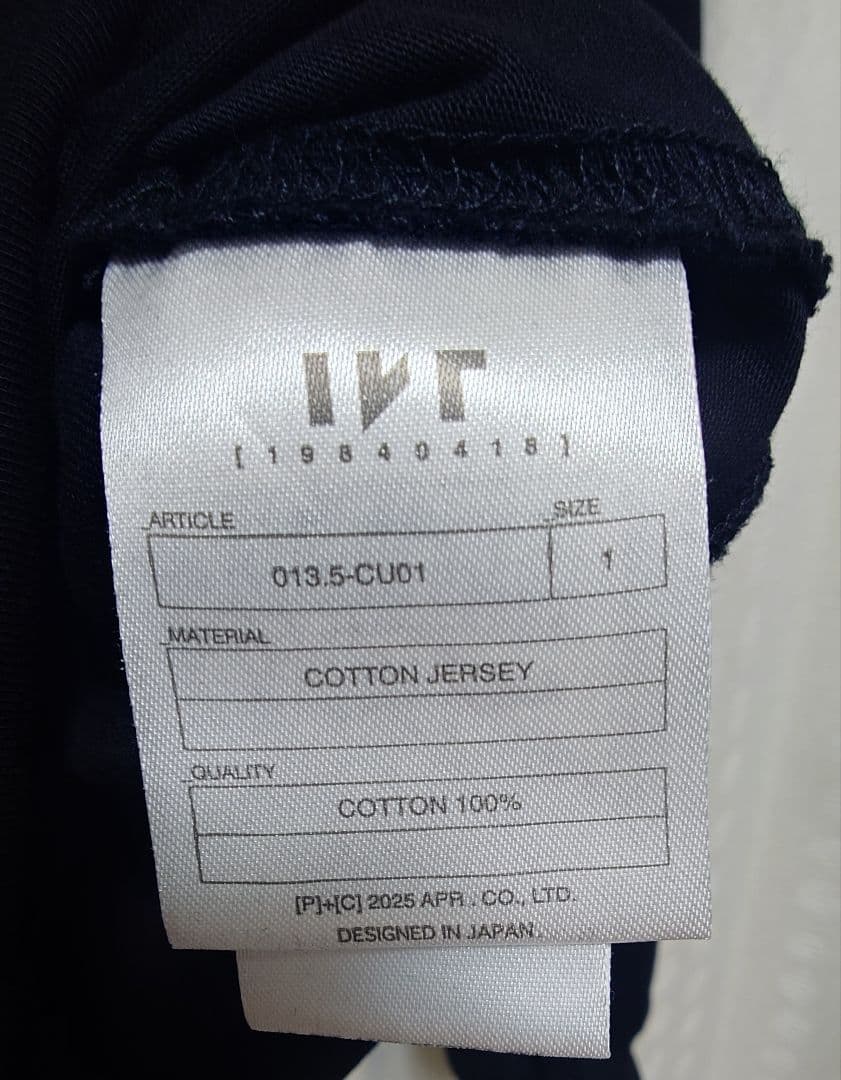 [ 1 9 8 4 0 4 1 8 ]
ARTICLE
SIZE
013.5-CU01
1
MATERIAL
COTTON JERSEY
QUALITY
COTTON 100%
[P]+[C] 2025 APR . CO., LTD.
DESIGNED IN JAPAN